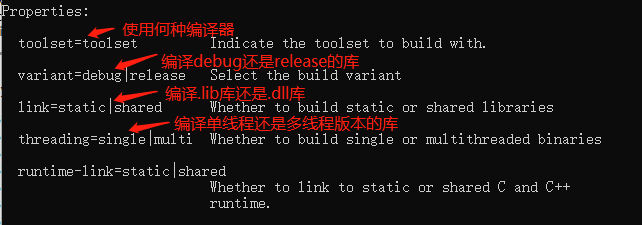 Properties:
使用何种编译器
toolset=toolset Indicate the toolset to build with.
编译debug还是release的库
variant=debug|release Select the build variant
编译.lib库还是.dll库
link=static|shared Whether to build static or shared libraries
编译单线程还是多线程版本的库
threading=single|multi Whether to build single or multithreaded binaries
runtime-link=static|shared
Whether to link to static or shared C and C++
runtime.